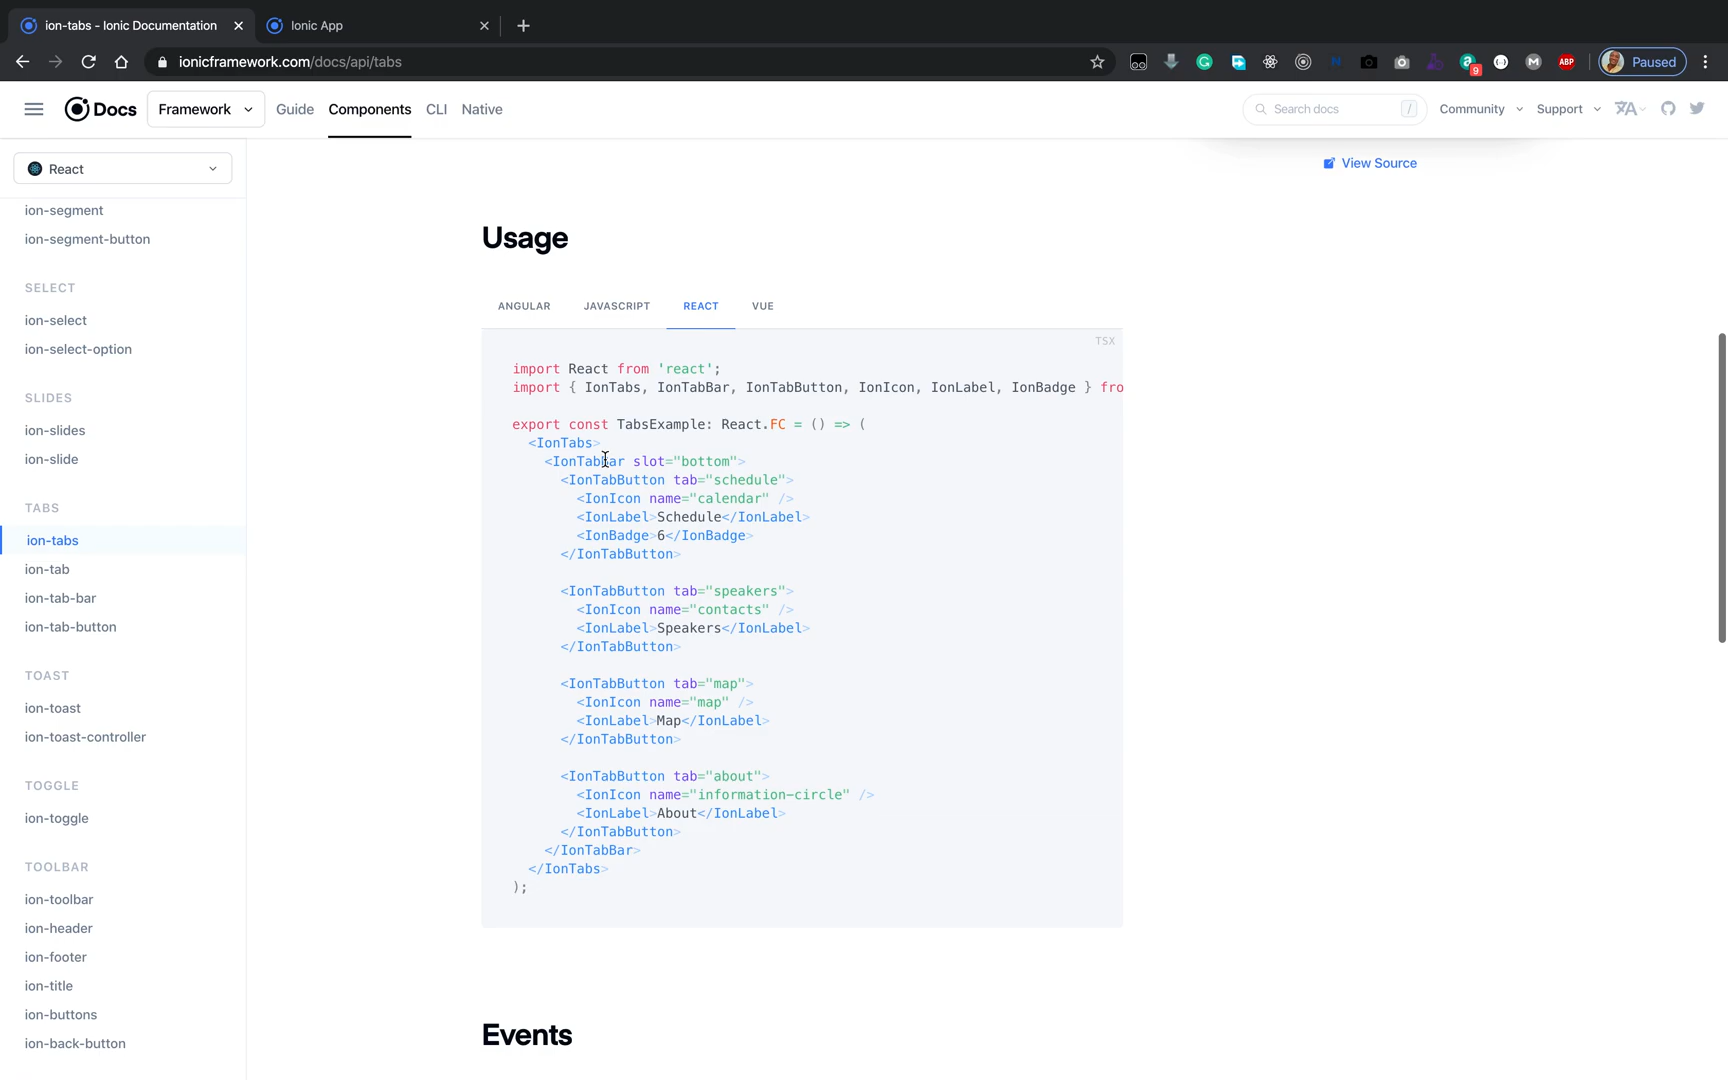 ion-tabs - Ionic Documentation
Ionic App
ionicframework.com/docs/api/tabs
9
ABP
Paused
Docs
Framework
Guide
Components
CLI
Native
Search docs
/
Community
Support
React
View Source
ion-segment
ion-segment-button
SELECT
ion-select
ion-select-option
SLIDES
ion-slides
ion-slide
TABS
ion-tabs
ion-tab
ion-tab-bar
ion-tab-button
TOAST
ion-toast
ion-toast-controller
TOGGLE
ion-toggle
TOOLBAR
ion-toolbar
ion-header
ion-footer
ion-title
ion-buttons
ion-back-button
Usage
ANGULAR
JAVASCRIPT
REACT
VUE
TSX
import React from 'react';
import { IonTabs, IonTabBar, IonTabButton, IonIcon, IonLabel, IonBadge } fro
export const TabsExample: React.FC = () => (
<IonTabs>
<IonTabBar slot="bottom">
<IonTabButton tab="schedule">
<IonIcon name="calendar" />
<IonLabel>Schedule</IonLabel>
<IonBadge>6</IonBadge>
</IonTabButton>
<IonTabButton tab="speakers">
<IonIcon name="contacts" />
<IonLabel>Speakers</IonLabel>
</IonTabButton>
<IonTabButton tab="map">
<IonIcon name="map" />
<IonLabel>Map</IonLabel>
</IonTabButton>
<IonTabButton tab="about">
<IonIcon name="information-circle" />
<IonLabel>About</IonLabel>
</IonTabButton>
</IonTabBar>
</IonTabs>
);
Events